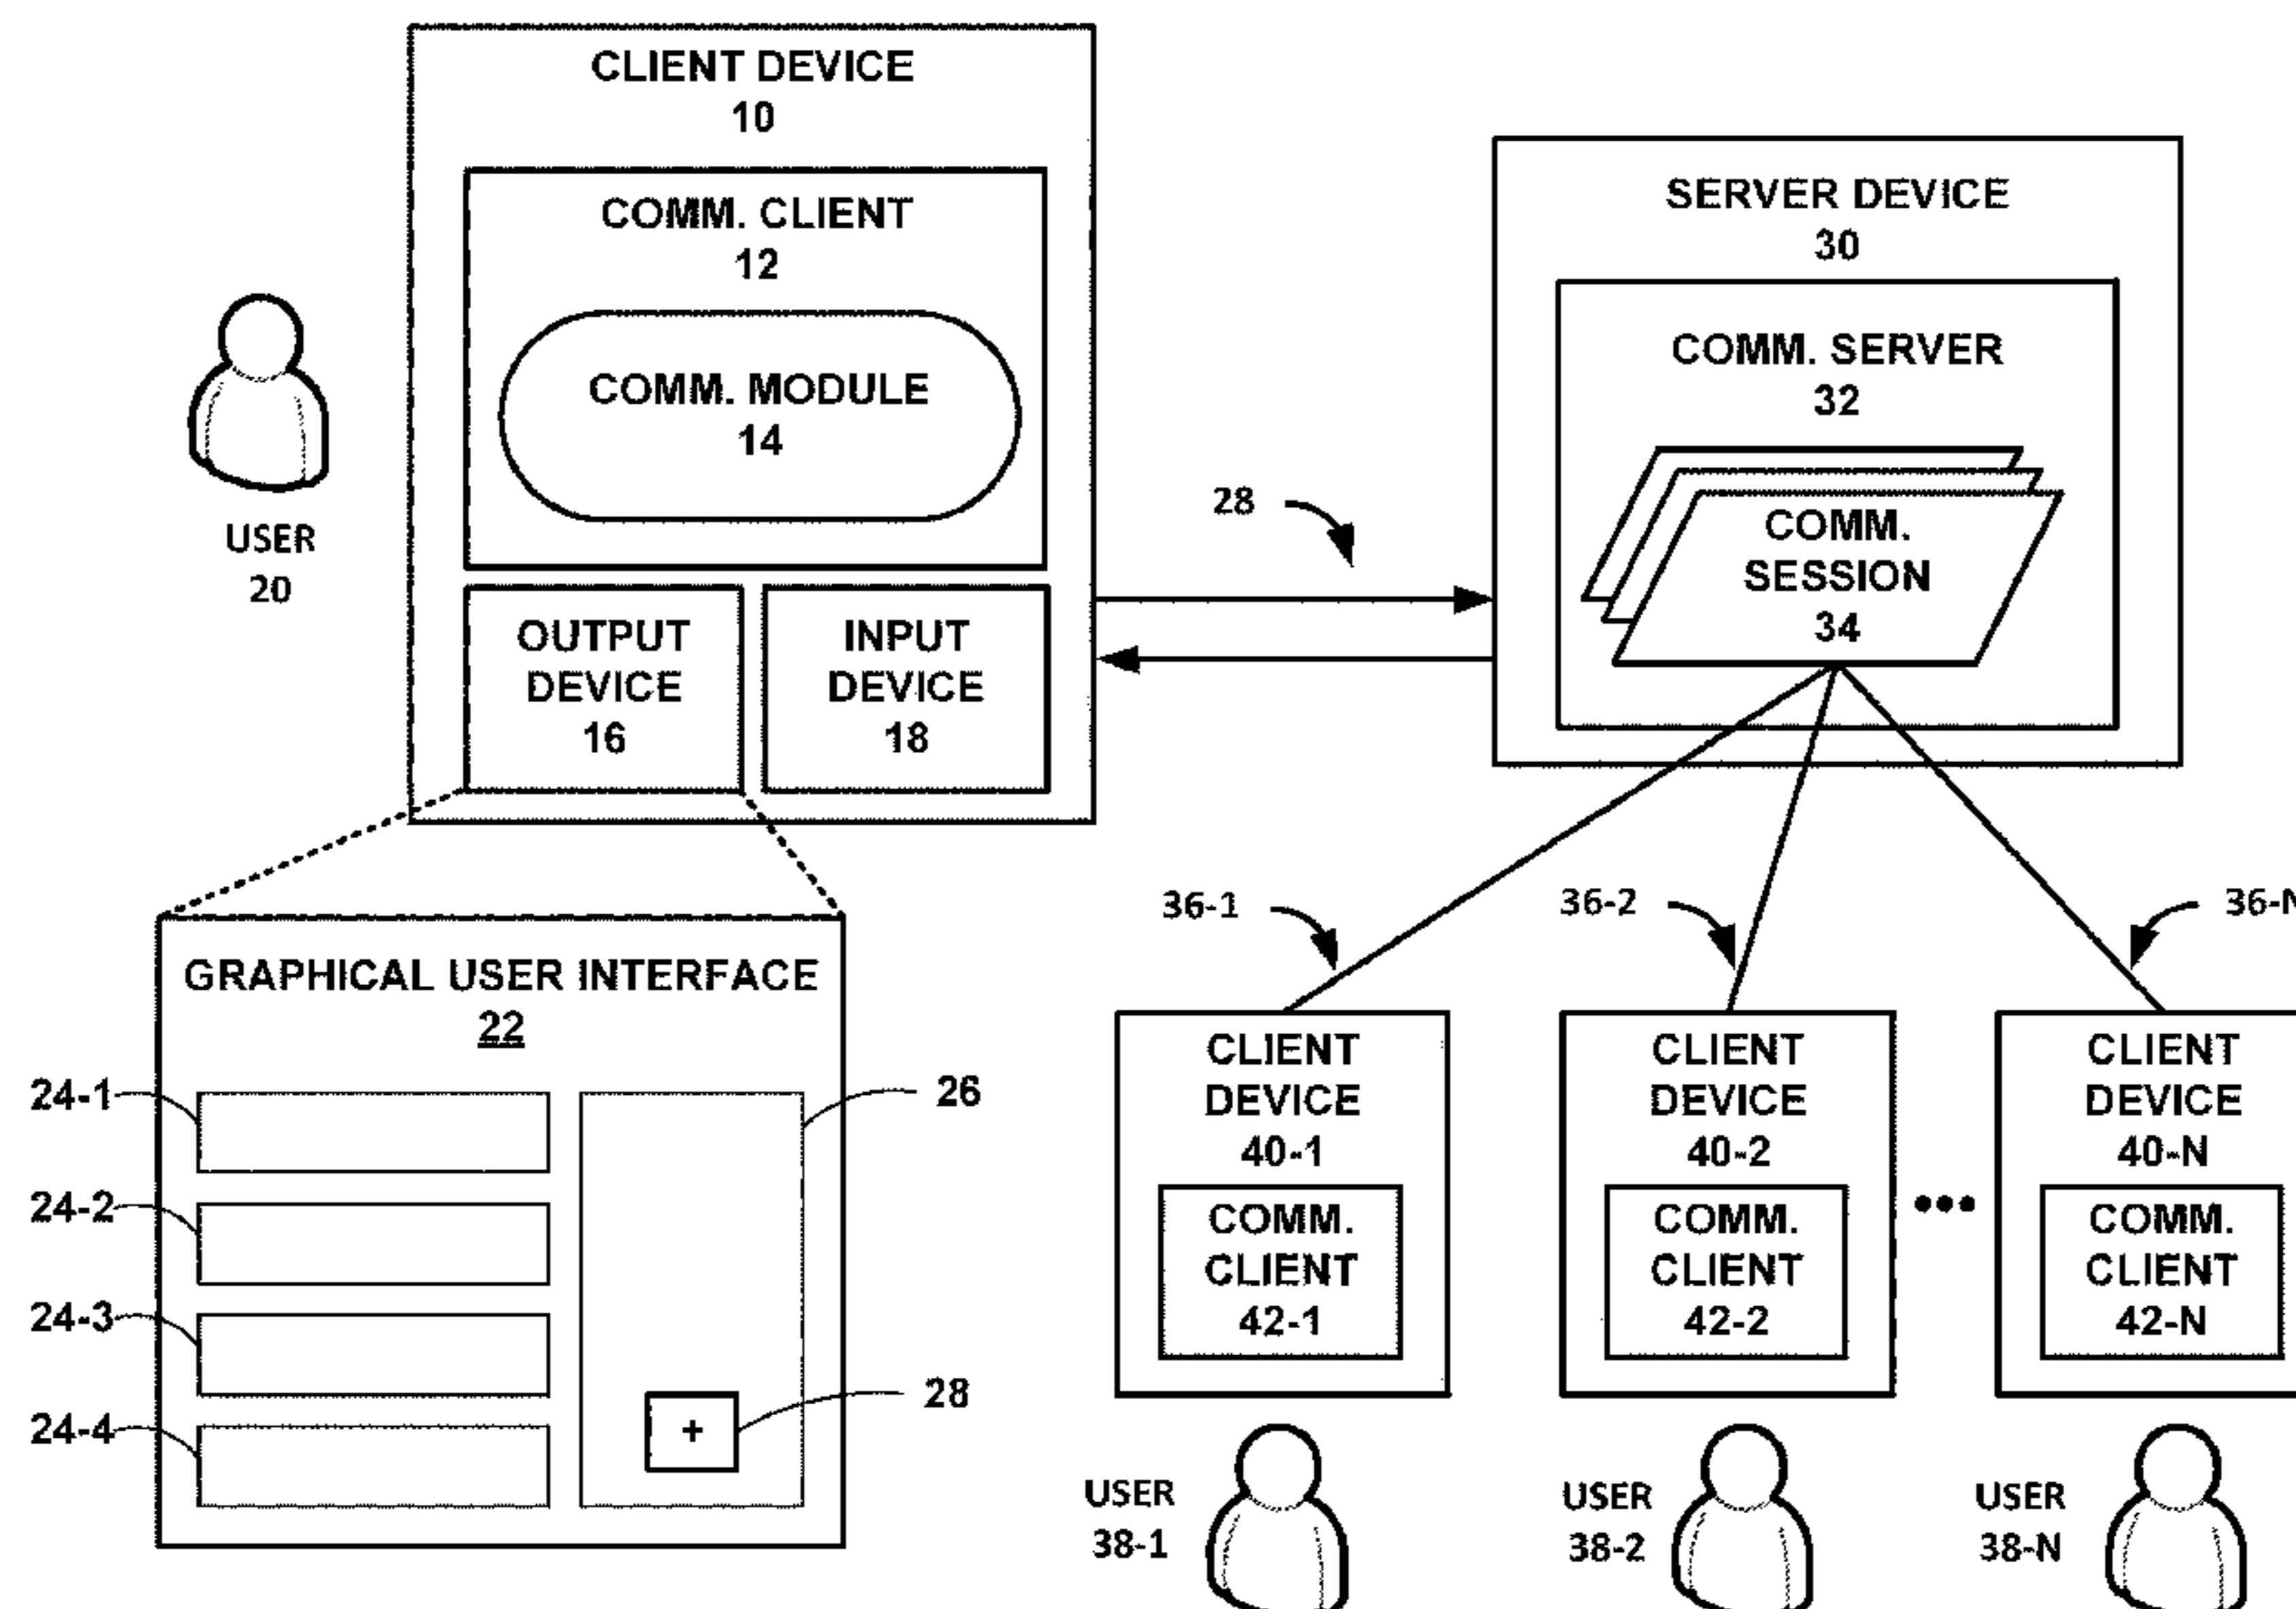 CLIENT DEVICE
10
COMM. CLIENT
12
COMM. MODULE
14
OUTPUT
DEVICE
16
INPUT
DEVICE
18
USER
20
28
SERVER DEVICE
30
COMM. SERVER
32
COMM.
SESSION
34
GRAPHICAL USER INTERFACE
22
24-1
24-2
24-3
24-4
26
+
28
36-1
36-2
36-N
CLIENT
DEVICE
40-1
COMM.
CLIENT
42-1
USER
38-1
CLIENT
DEVICE
40-2
COMM.
CLIENT
42-2
USER
38-2
•••
CLIENT
DEVICE
40-N
COMM.
CLIENT
42-N
USER
38-N